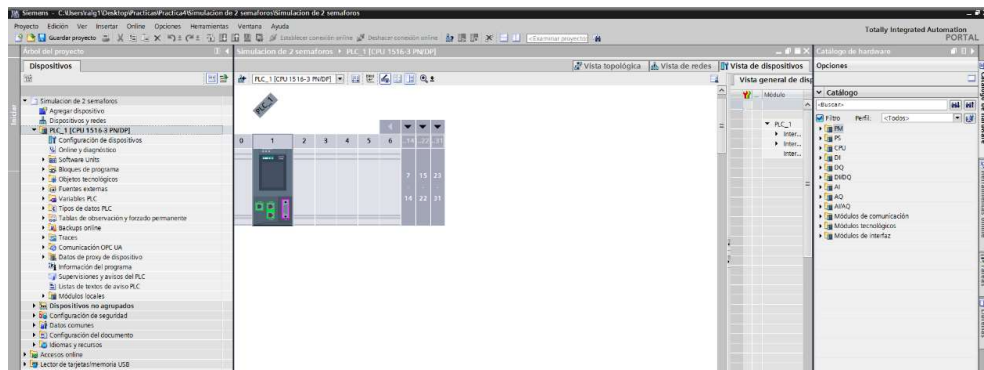 Siemens - C:\Users\ralg1\Desktop\Practicas\Practica4\Simulacion de 2 semaforos\Simulacion de 2 semaforos
Proyecto Edición Ver Insertar Online Opciones Herramientas Ventana Ayuda
Guardar proyecto Establecer conexión online Deshacer conexión online <Examinar proyecto>
Totally Integrated Automation
PORTAL
Árbol del proyecto
Simulacion de 2 semaforos PLC_1 [CPU 1516-3 PN/DP]
Catálogo de hardware
Dispositivos
Vista topológica Vista de redes Vista de dispositivos
Opciones
PLC_1 [CPU 1516-3 PN/DP]
Vista general de disp
Módulo
Catálogo
<Buscar>
Filtro Perfil: <Todos>
Simulacion de 2 semaforos
Agregar dispositivo
Dispositivos y redes
PLC_1 [CPU 1516-3 PN/DP]
Configuración de dispositivos
Online y diagnóstico
Software Units
Bloques de programa
Objetos tecnológicos
Fuentes externas
Variables PLC
Tipos de datos PLC
Tablas de observación y forzado permanente
Backups online
Traces
Comunicación OPC UA
Datos de proxy de dispositivo
Información del programa
Supervisiones y avisos del PLC
Listas de textos de aviso PLC
Módulos locales
Dispositivos no agrupados
Configuración de seguridad
Datos comunes
Configuración del documento
Idiomas y recursos
Accesos online
Lector de tarjetas/memoria USB
PLC_1
0 1 2 3 4 5 6
7 15 23
14 22 31
PLC_1
Inter...
Inter...
Inter...
PM
PS
CPU
DI
DQ
DI/DQ
AI
AQ
AI/AQ
Módulos de comunicación
Módulos tecnológicos
Módulos de interfaz